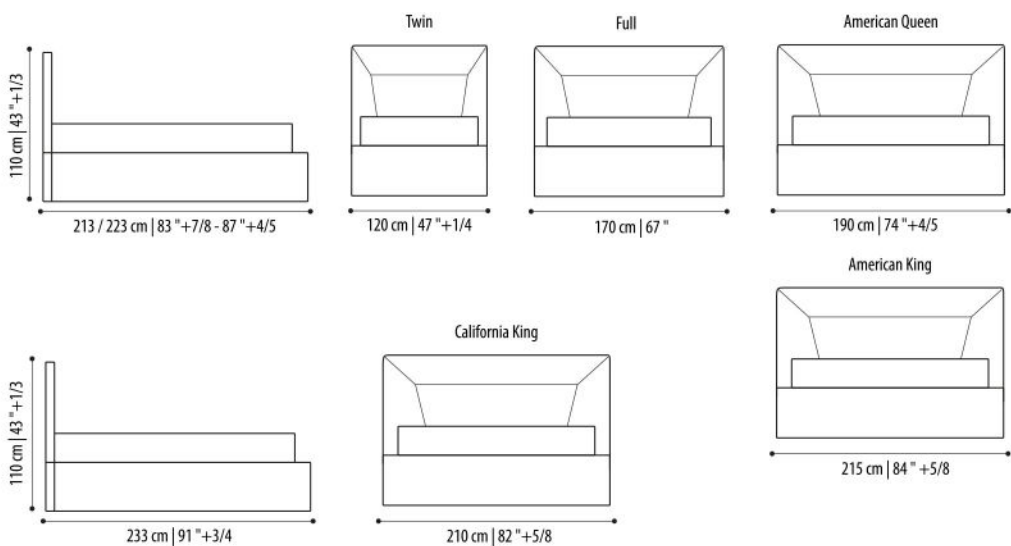 Twin
Full
American Queen
110 cm | 43 "+1/3
213 / 223 cm | 83 "+7/8 - 87 "+4/5
120 cm | 47 "+1/4
170 cm | 67 "
190 cm | 74 "+4/5
American King
California King
110 cm | 43 "+1/3
215 cm | 84 " +5/8
233 cm | 91 "+3/4
210 cm | 82 "+5/8